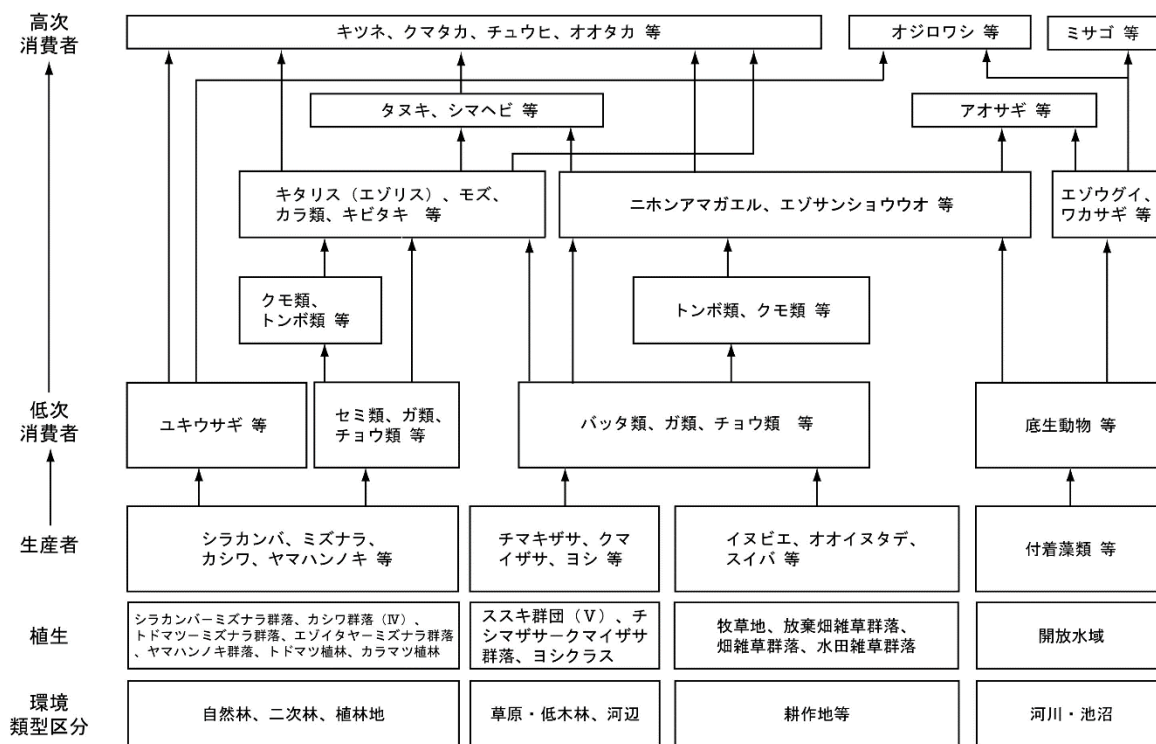 高次
消費者
キツネ、クマタカ、チュウヒ、オオタカ 等
オジロワシ 等
ミサゴ 等
タヌキ、シマヘビ 等
アオサギ 等
キタリス（エゾリス）、モズ、
カラ類、キビタキ 等
ニホンアマガエル、エゾサンショウウオ 等
エゾウグイ、
ワカサギ 等
クモ類、
トンボ類 等
トンボ類、クモ類 等
低次
消費者
ユキウサギ 等
セミ類、ガ類、
チョウ類 等
バッタ類、ガ類、チョウ類 等
底生動物 等
生産者
シラカンバ、ミズナラ、
カシワ、ヤマハンノキ 等
チマキザサ、クマ
イザサ、ヨシ 等
イヌビエ、オオイヌタデ、
スイバ 等
付着藻類 等
植生
シラカンバーミズナラ群落、カシワ群落（Ⅳ）、
トドマツーミズナラ群落、エゾイタヤーミズナラ群落
、ヤマハンノキ群落、トドマツ植林、カラマツ植林
ススキ群団（Ⅴ）、チ
シマザサークマイザサ
群落、ヨシクラス
牧草地、放棄畑雑草群落、
畑雑草群落、水田雑草群落
開放水域
環境
類型区分
自然林、二次林、植林地
草原・低木林、河辺
耕作地等
河川・池沼